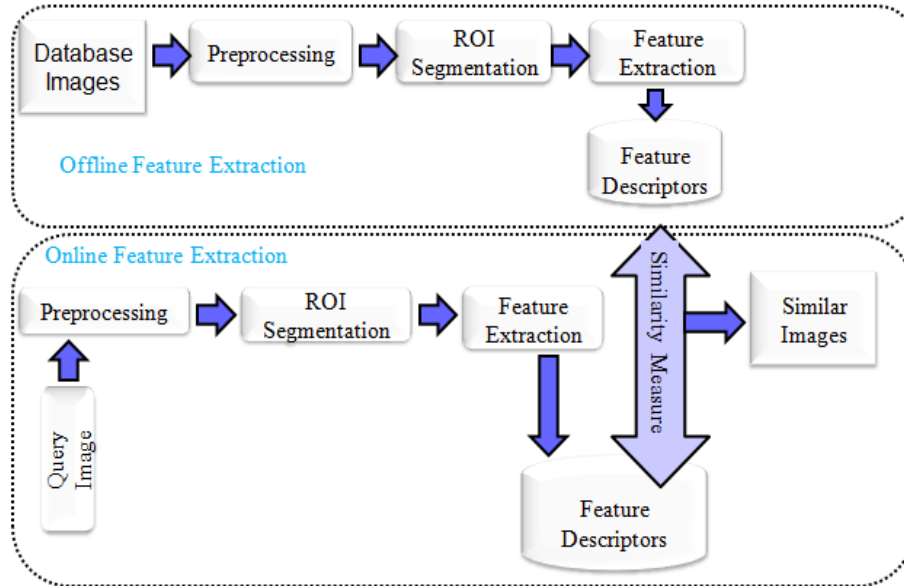 Database
Images
Preprocessing
ROI
Segmentation
Feature
Extraction
Feature
Descriptors
Offline Feature Extraction
Online Feature Extraction
Preprocessing
ROI
Segmentation
Feature
Extraction
Similarity Measure
Similar
Images
Query
Image
Feature
Descriptors